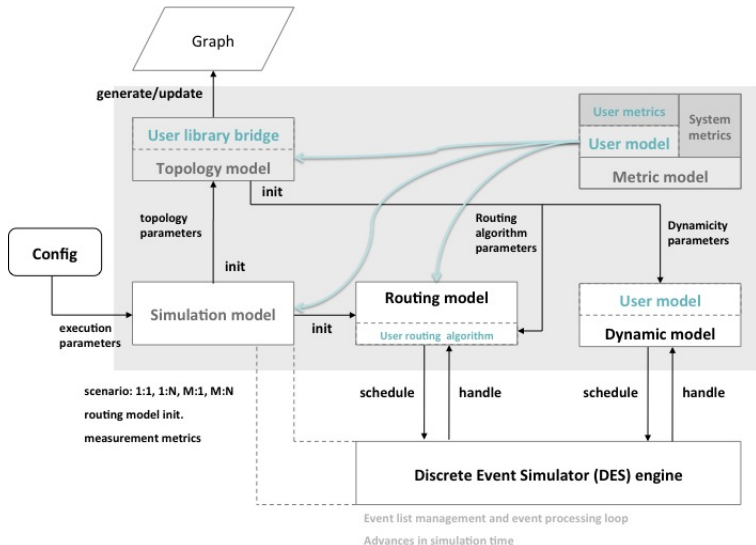 Graph
generate/update
User library bridge
Topology model
User metrics
System
metrics
User model
Metric model
init
topology
parameters
Routing
algorithm
parameters
Dynamicity
parameters
Config
init
execution
parameters
Simulation model
init
Routing model
User routing algorithm
User model
Dynamic model
scenario: 1:1, 1:N, M:1, M:N
routing model init.
measurement metrics
schedule
handle
schedule
handle
Discrete Event Simulator (DES) engine
Event list management and event processing loop
Advances in simulation time